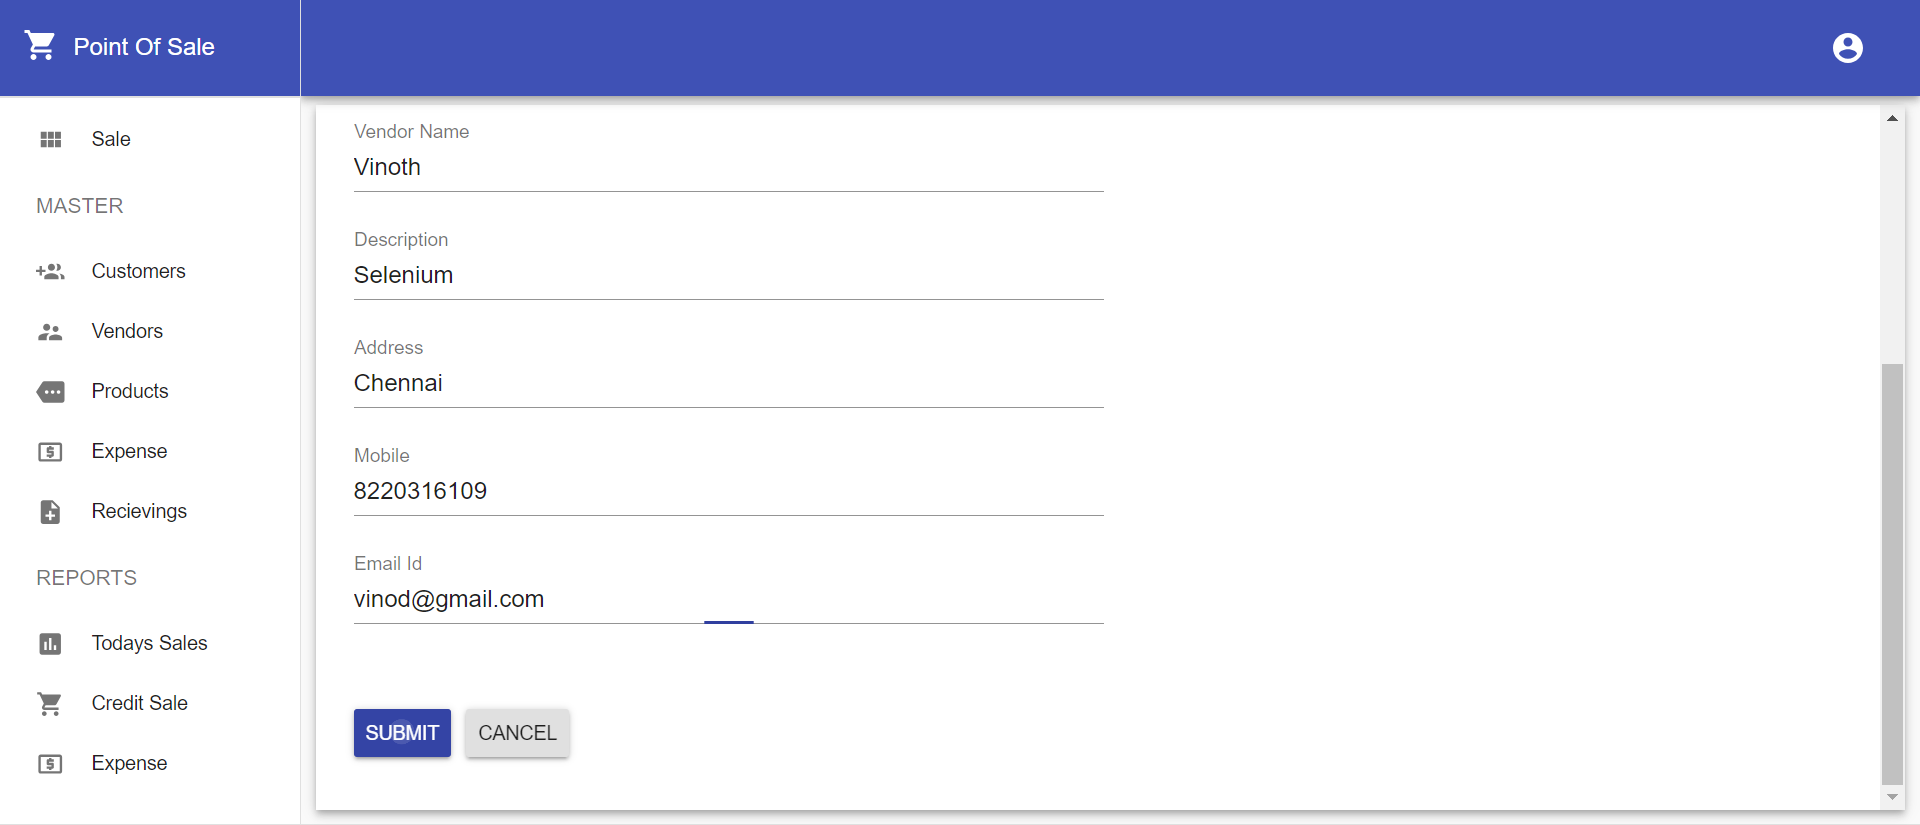 Point Of Sale
Sale
MASTER
Customers
Vendors
Products
Expense
Recievings
REPORTS
Todays Sales
Credit Sale
Expense
Vendor Name
Vinoth
Description
Selenium
Address
Chennai
Mobile
8220316109
Email Id
vinod@gmail.com
SUBMIT CANCEL